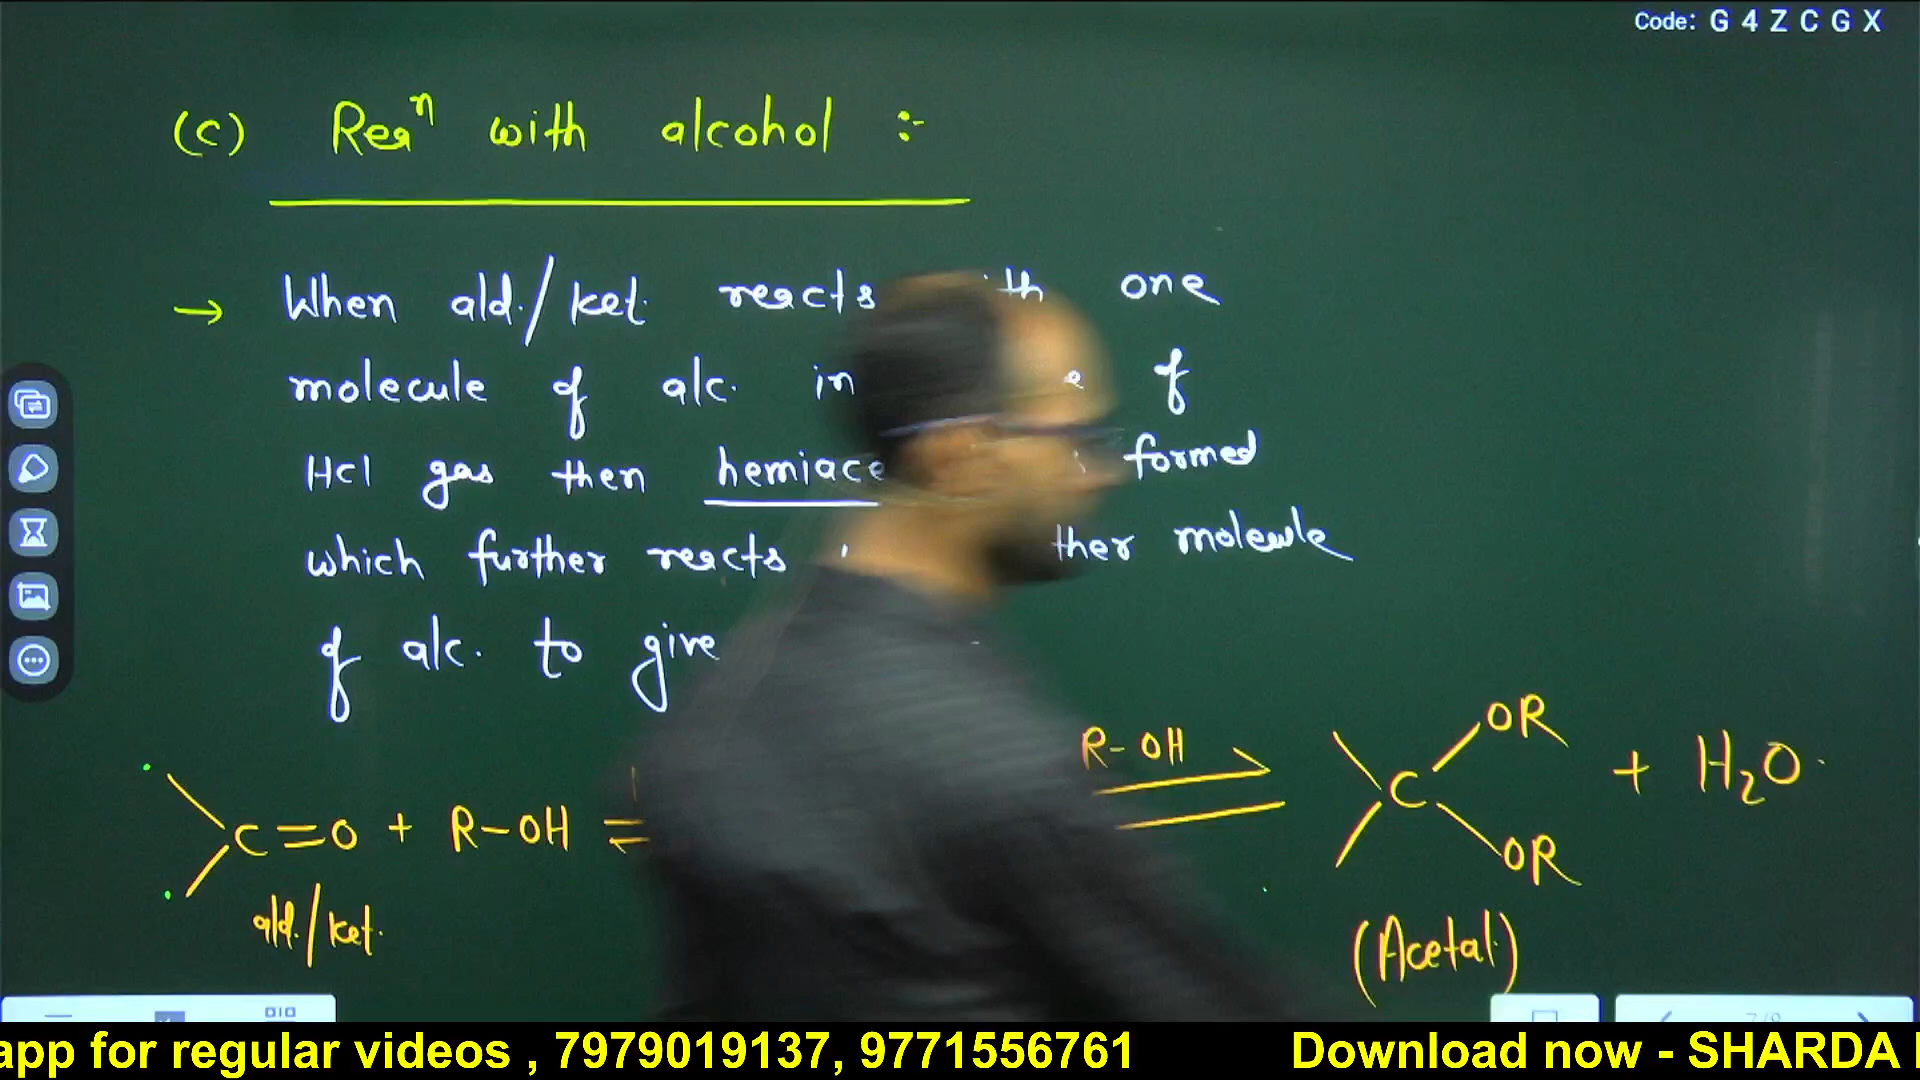 Code: G 4 Z C G X
(C) Reaⁿ with alcohol :-
→ When ald./ket. reacts one
molecule of alc. in of
HCl gas then formed
which further reacts molecule
of alc. to give
R-OH
OR
C=O + R-OH ⇌
C
+ H₂O
OR
ald./ket.
(Acetal)
app for regular videos , 7979019137, 9771556761 Download now - SHARDA